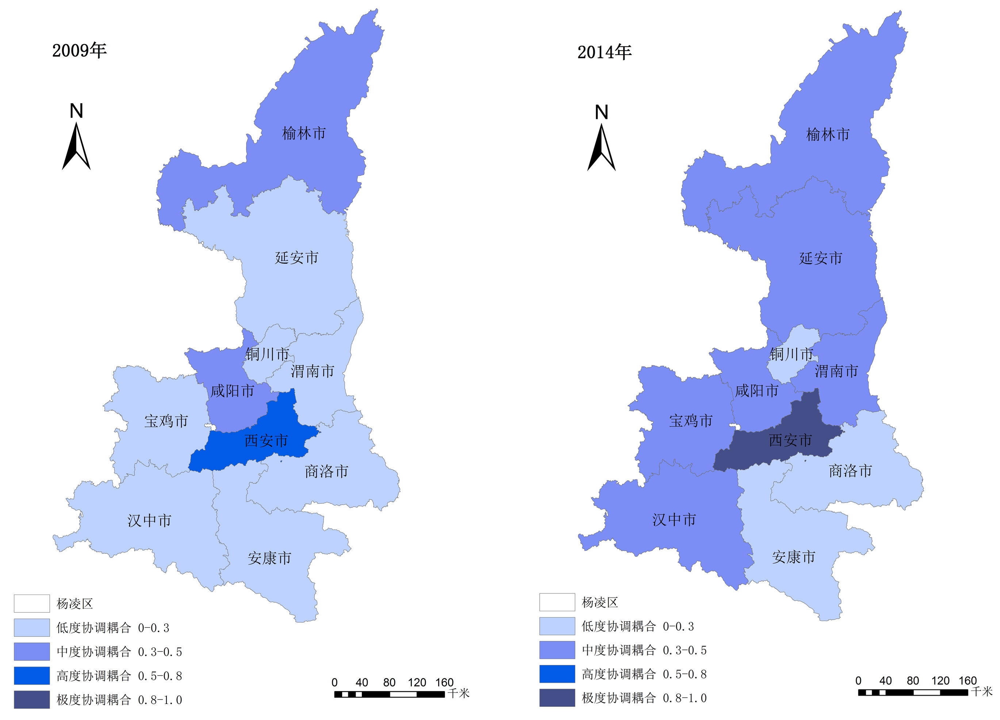 2009年
N
榆林市
延安市
铜川市
渭南市
咸阳市
宝鸡市
西安市
商洛市
汉中市
安康市
杨凌区
低度协调耦合 0-0.3
中度协调耦合 0.3-0.5
高度协调耦合 0.5-0.8
极度协调耦合 0.8-1.0
0 40 80 120 160
千米
2014年
N
榆林市
延安市
铜川市
渭南市
咸阳市
宝鸡市
西安市
商洛市
汉中市
安康市
杨凌区
低度协调耦合 0-0.3
中度协调耦合 0.3-0.5
高度协调耦合 0.5-0.8
极度协调耦合 0.8-1.0
0 40 80 120 160
千米